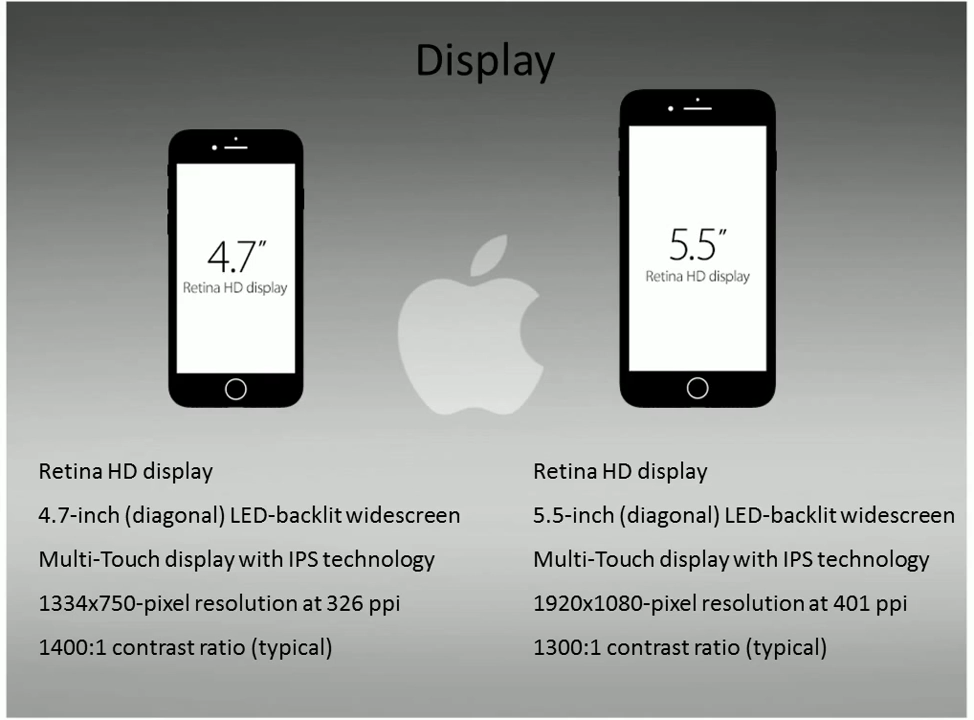 Display
4.7″
Retina HD display
5.5″
Retina HD display
Retina HD display
4.7-inch (diagonal) LED-backlit widescreen
Multi-Touch display with IPS technology
1334x750-pixel resolution at 326 ppi
1400:1 contrast ratio (typical)
Retina HD display
5.5-inch (diagonal) LED-backlit widescreen
Multi-Touch display with IPS technology
1920x1080-pixel resolution at 401 ppi
1300:1 contrast ratio (typical)